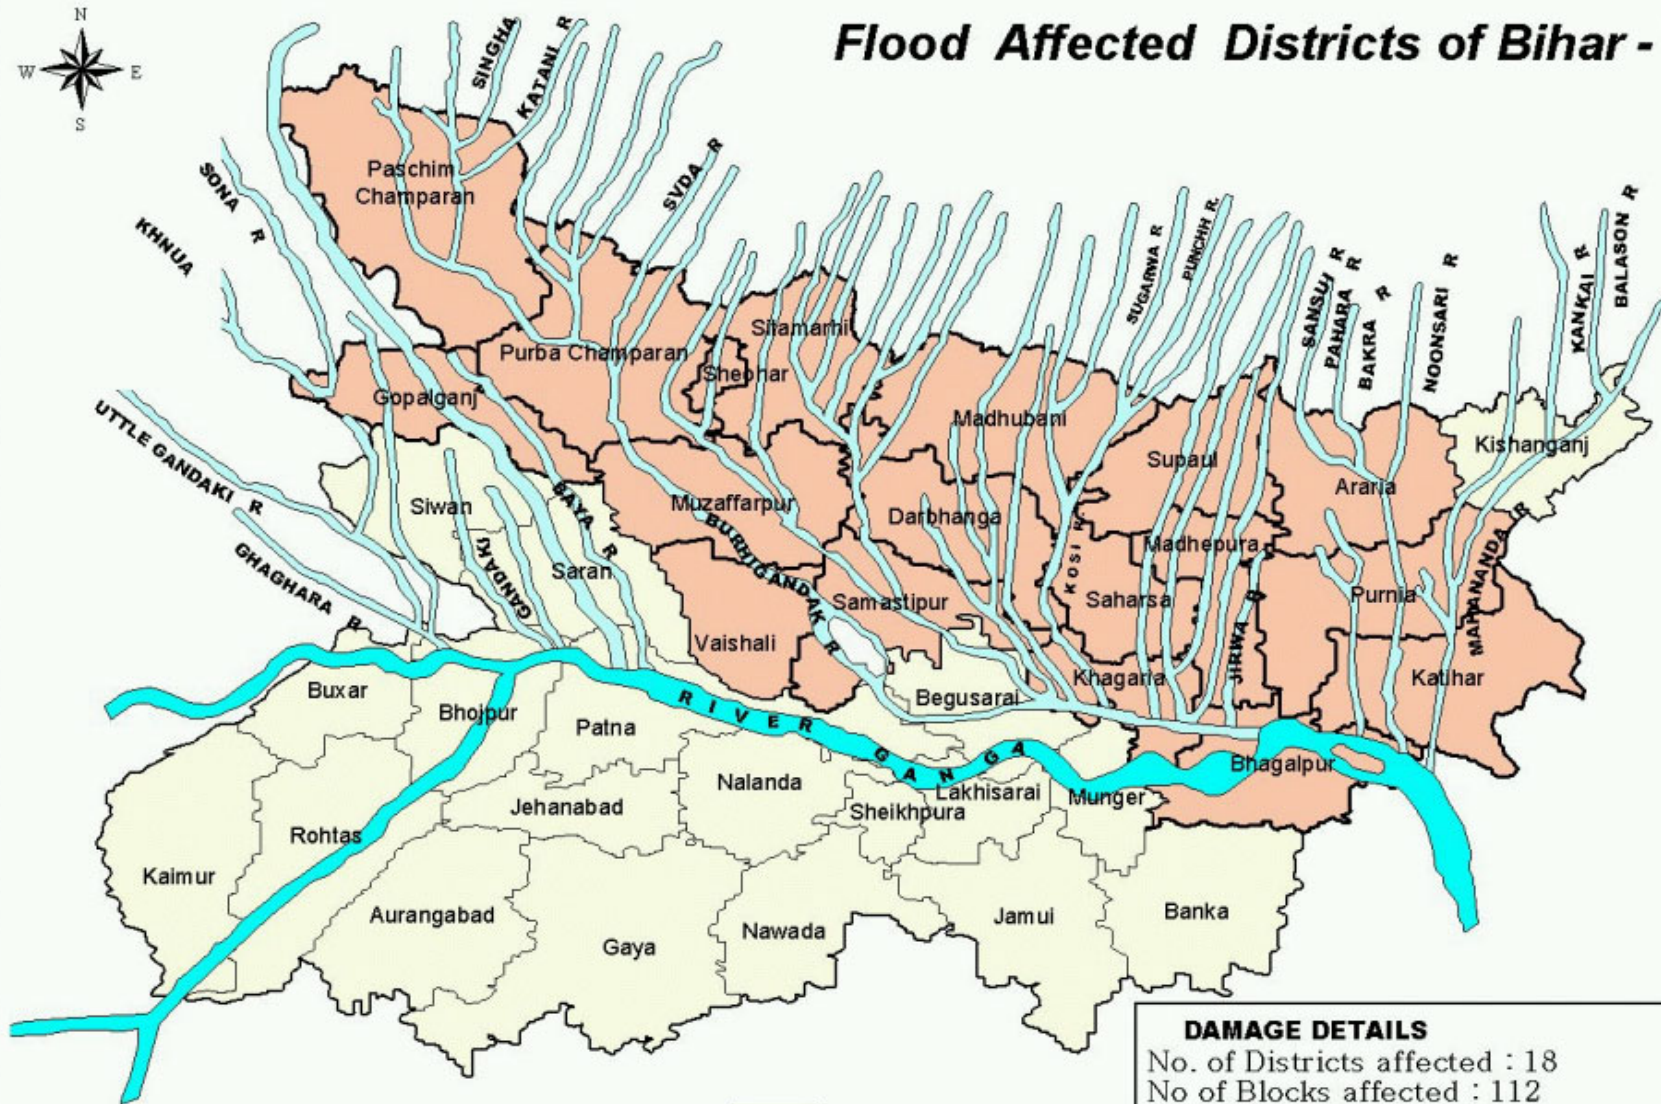 N
W E
S
Flood Affected Districts of Bihar -
SINGHA
KATANI R
SVDA R
SONA R
KHNUA
UTTLE GANDAKI R
GHAGHARA R
GANDAKI
BAYA R
BURHIGANDAK R
KOSI R.
SUGARWA R
PUNCHH R.
SANSUJ R
PAHARA R
BAKRA R
NOONSARI R
KANKAI R
BALASON R
MAHANANDA R
JIRWA R
RIVER GANGA
Paschim
Champaran
Purba Champaran
Sitamarhi
Sheohar
Gopalganj
Madhubani
Supaul
Araria
Kishanganj
Siwan
Muzaffarpur
Darbhanga
Madhepura
Saran
Samastipur
Saharsa
Purnia
Vaishali
Khagaria
Katihar
Begusarai
Buxar
Bhojpur
Patna
Nalanda
Bhagalpur
Sheikhpura
Lakhisarai
Munger
Jehanabad
Rohtas
Kaimur
Aurangabad
Gaya
Nawada
Jamui
Banka
DAMAGE DETAILS
No. of Districts affected : 18
No of Blocks affected : 112